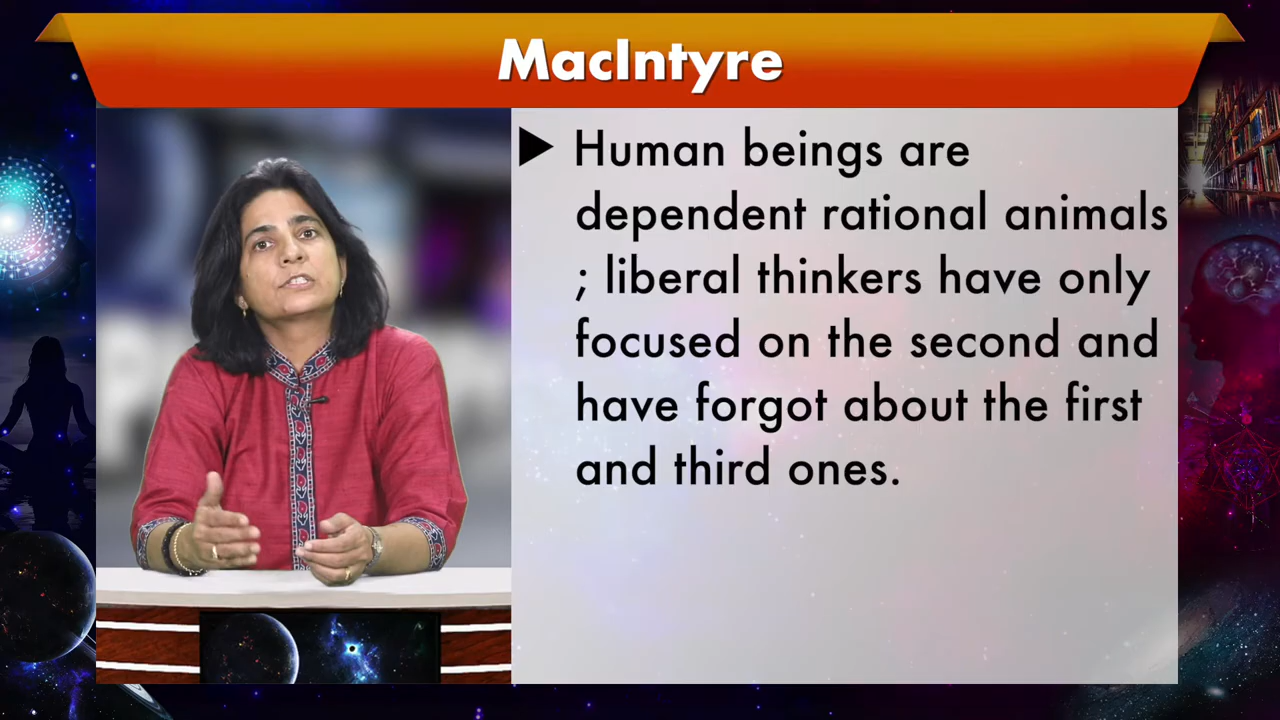 MacIntyre
Human beings are
dependent rational animals
; liberal thinkers have only
focused on the second and
have forgot about the first
and third ones.